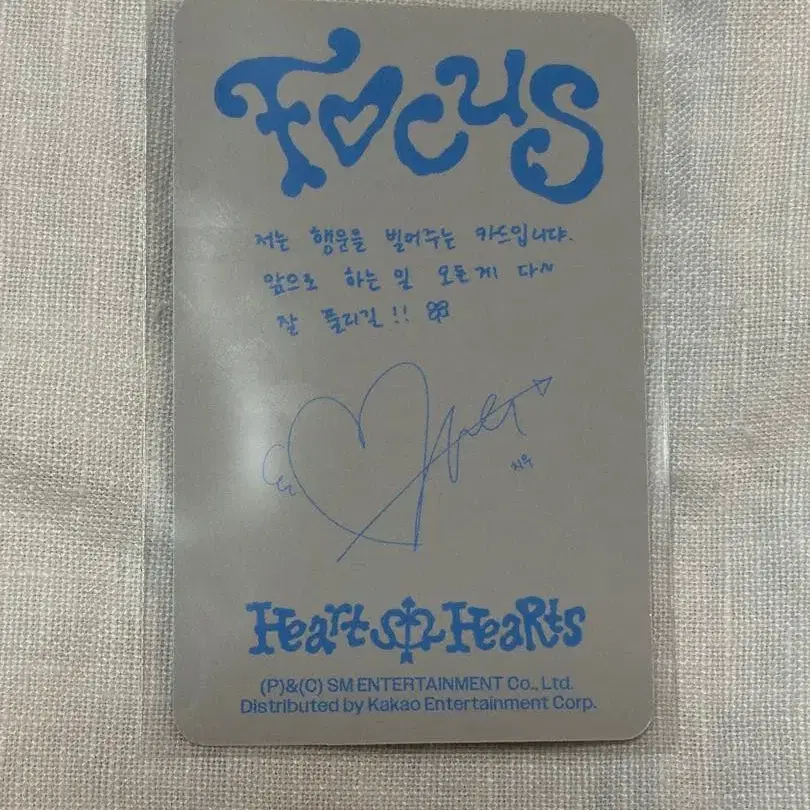 FOCUS
저는 행운을 빌어주는 카드입니다.
앞으로 하는 일 모든게 다~
잘 풀리길!!
지우
Hearts2Hearts
(P)&(C) SM ENTERTAINMENT Co., Ltd.
Distributed by Kakao Entertainment Corp.